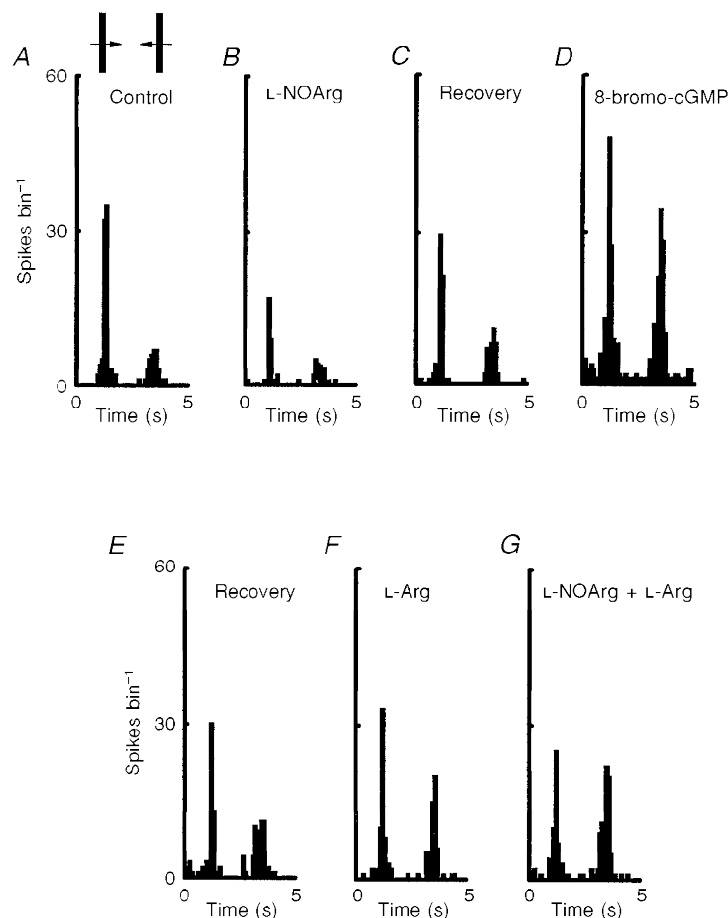 A
B
C
D
Control
L-NOArg
Recovery
8-bromo-cGMP
60
30
0
Spikes bin⁻¹
0 5
0 5
0 5
0 5
Time (s)
Time (s)
Time (s)
Time (s)
E
F
G
Recovery
L-Arg
L-NOArg + L-Arg
60
30
0
Spikes bin⁻¹
0 5
0 5
0 5
Time (s)
Time (s)
Time (s)